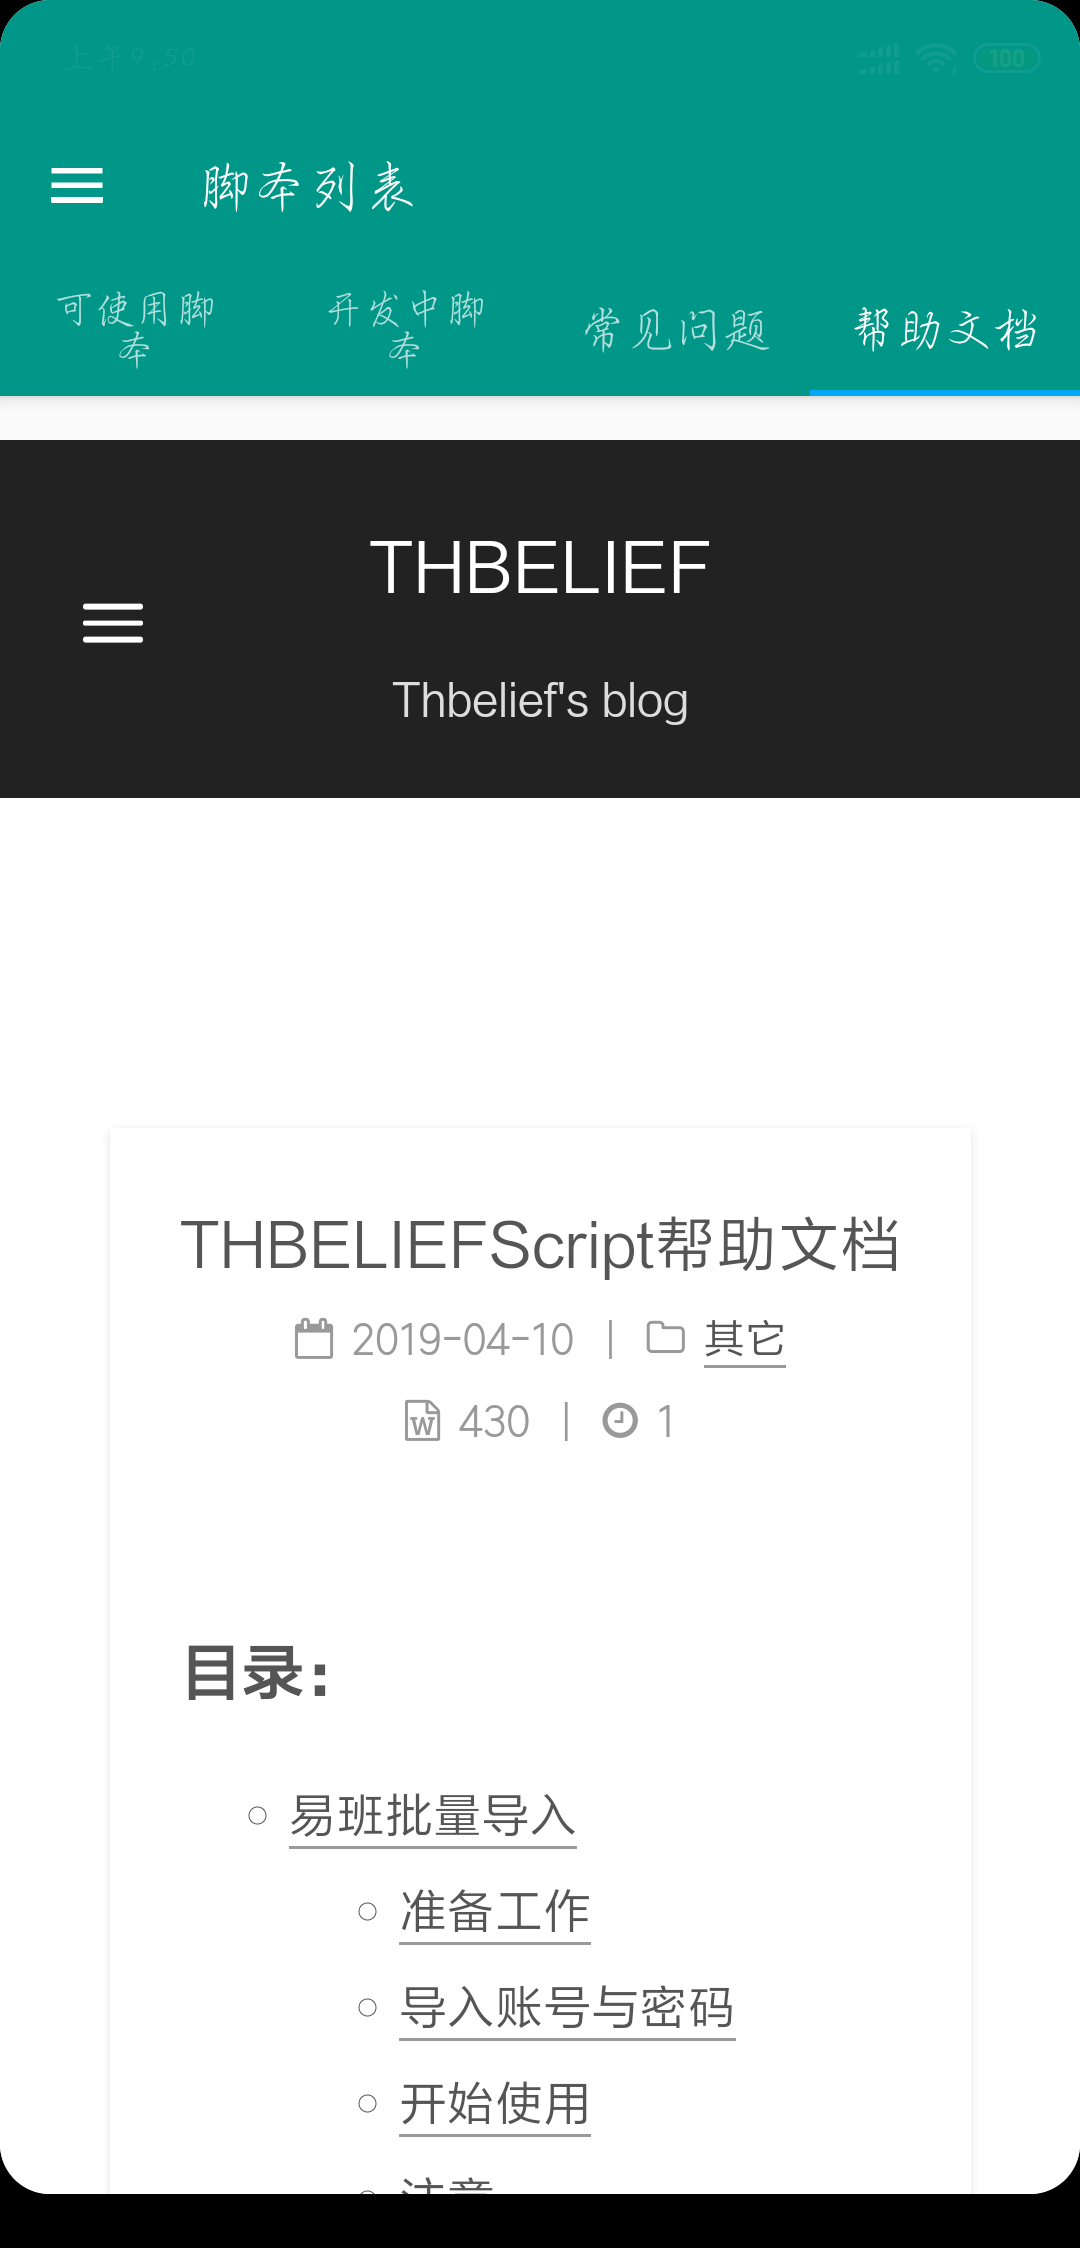 上午9:50
100
脚本列表
可使用脚
本
开发中脚
本
常见问题
帮助文档
THBELIEF
Thbelief's blog
THBELIEFScript帮助文档
2019-04-10 | 其它
430 | 1
目录：
易班批量导入
准备工作
导入账号与密码
开始使用
注意